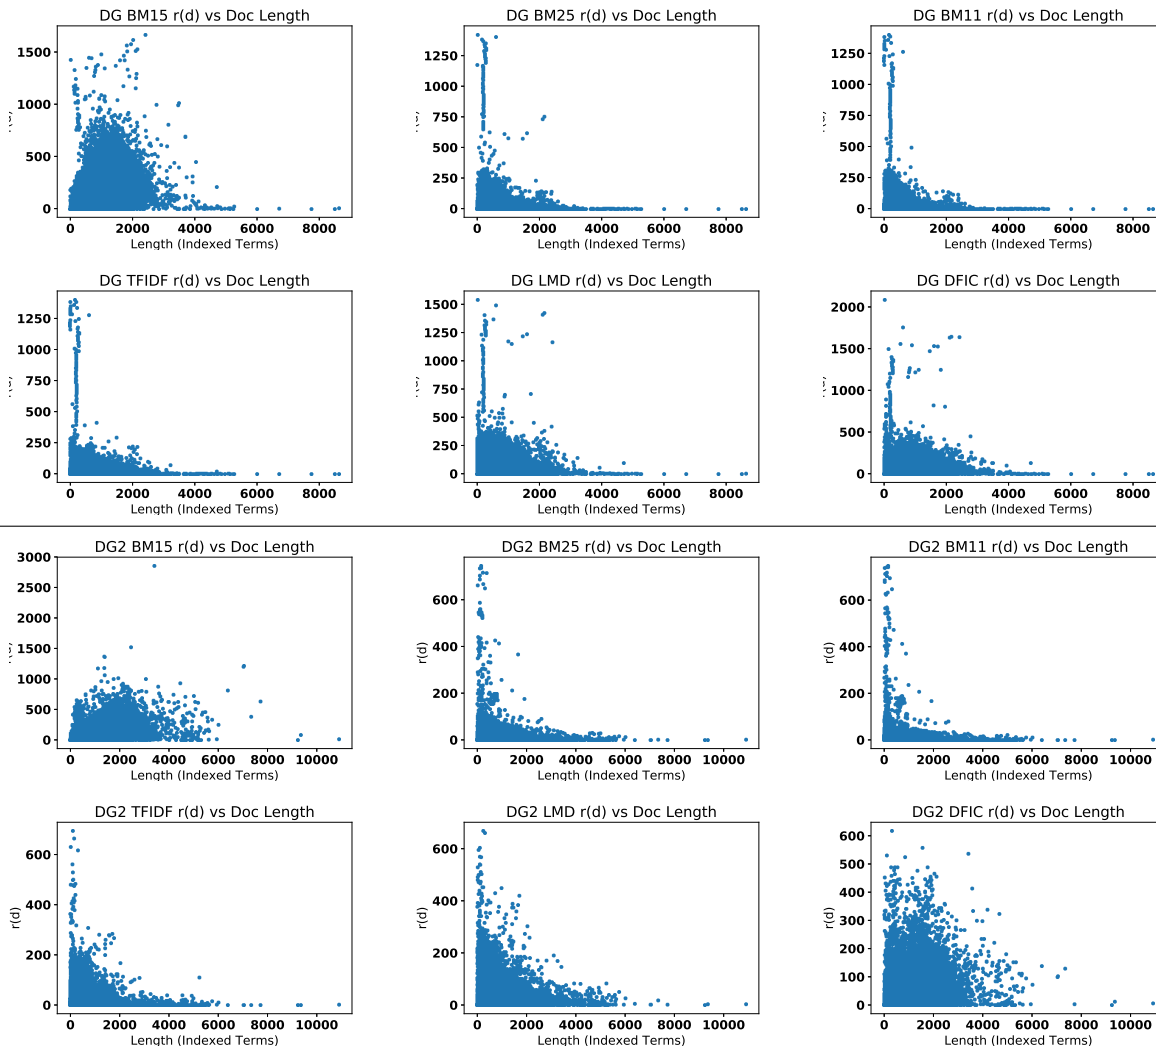 DG BM15 r(d) vs Doc Length
1500
1000
500
0
0 2000 4000 6000 8000
Length (Indexed Terms)
DG BM25 r(d) vs Doc Length
1250
1000
750
500
250
0
0 2000 4000 6000 8000
Length (Indexed Terms)
DG BM11 r(d) vs Doc Length
1250
1000
750
500
250
0
0 2000 4000 6000 8000
Length (Indexed Terms)
DG TFIDF r(d) vs Doc Length
1250
1000
750
500
250
0
0 2000 4000 6000 8000
Length (Indexed Terms)
DG LMD r(d) vs Doc Length
1500
1250
1000
750
500
250
0
0 2000 4000 6000 8000
Length (Indexed Terms)
DG DFIC r(d) vs Doc Length
2000
1500
1000
500
0
0 2000 4000 6000 8000
Length (Indexed Terms)
DG2 BM15 r(d) vs Doc Length
3000
2500
2000
1500
1000
500
0
0 2000 4000 6000 8000 10000
Length (Indexed Terms)
DG2 BM25 r(d) vs Doc Length
r(d)
600
400
200
0
0 2000 4000 6000 8000 10000
Length (Indexed Terms)
DG2 BM11 r(d) vs Doc Length
r(d)
600
400
200
0
0 2000 4000 6000 8000 10000
Length (Indexed Terms)
DG2 TFIDF r(d) vs Doc Length
r(d)
600
400
200
0
0 2000 4000 6000 8000 10000
Length (Indexed Terms)
DG2 LMD r(d) vs Doc Length
r(d)
600
400
200
0
0 2000 4000 6000 8000 10000
Length (Indexed Terms)
DG2 DFIC r(d) vs Doc Length
r(d)
600
500
400
300
200
100
0
0 2000 4000 6000 8000 10000
Length (Indexed Terms)